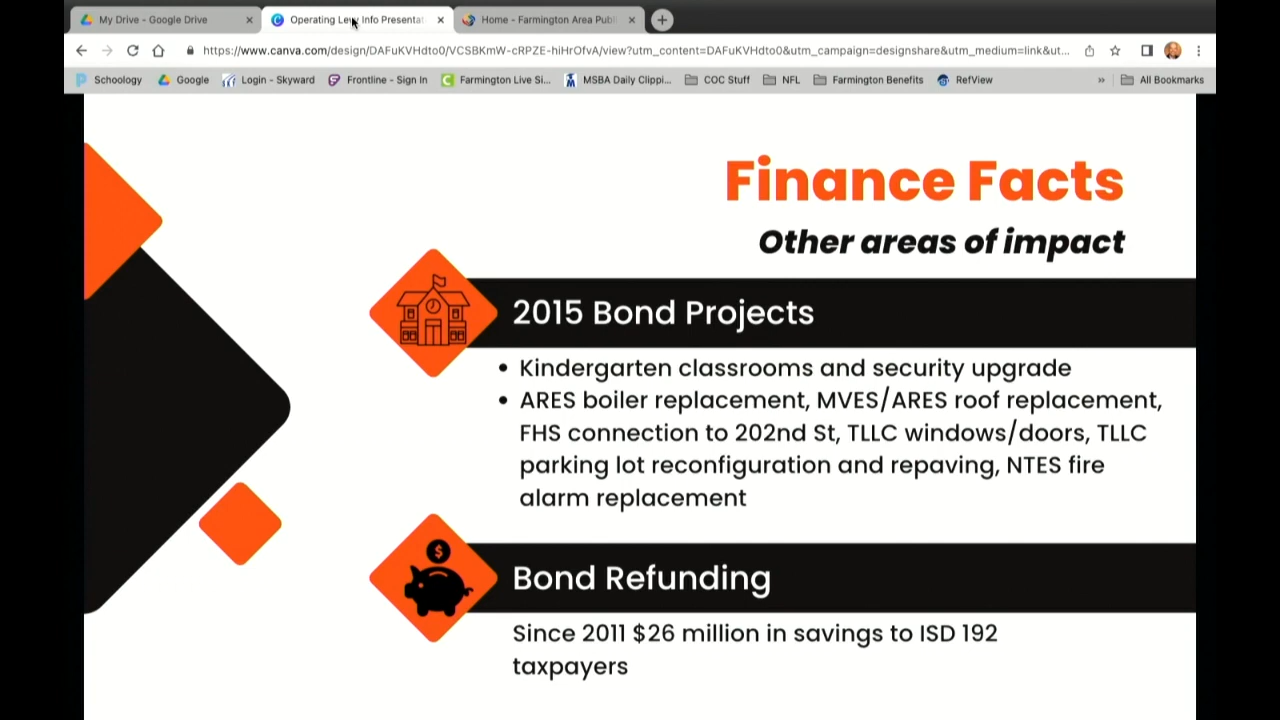 My Drive - Google Drive
Operating Levy Info Presentat
Home - Farmington Area Publ
https://www.canva.com/design/DAFuKVHdto0/VCSBKmW-cRPZE-hiHrOfvA/view?utm_content=DAFuKVHdto0&utm_campaign=designshare&utm_medium=link&ut...
Schoology
Google
Login - Skyward
Frontline - Sign In
Farmington Live Si...
MSBA Daily Clippi...
COC Stuff
NFL
Farmington Benefits
RefView
»
All Bookmarks
Finance Facts
Other areas of impact
2015 Bond Projects
• Kindergarten classrooms and security upgrade
• ARES boiler replacement, MVES/ARES roof replacement,
FHS connection to 202nd St, TLLC windows/doors, TLLC
parking lot reconfiguration and repaving, NTES fire
alarm replacement
$
Bond Refunding
Since 2011 $26 million in savings to ISD 192
taxpayers